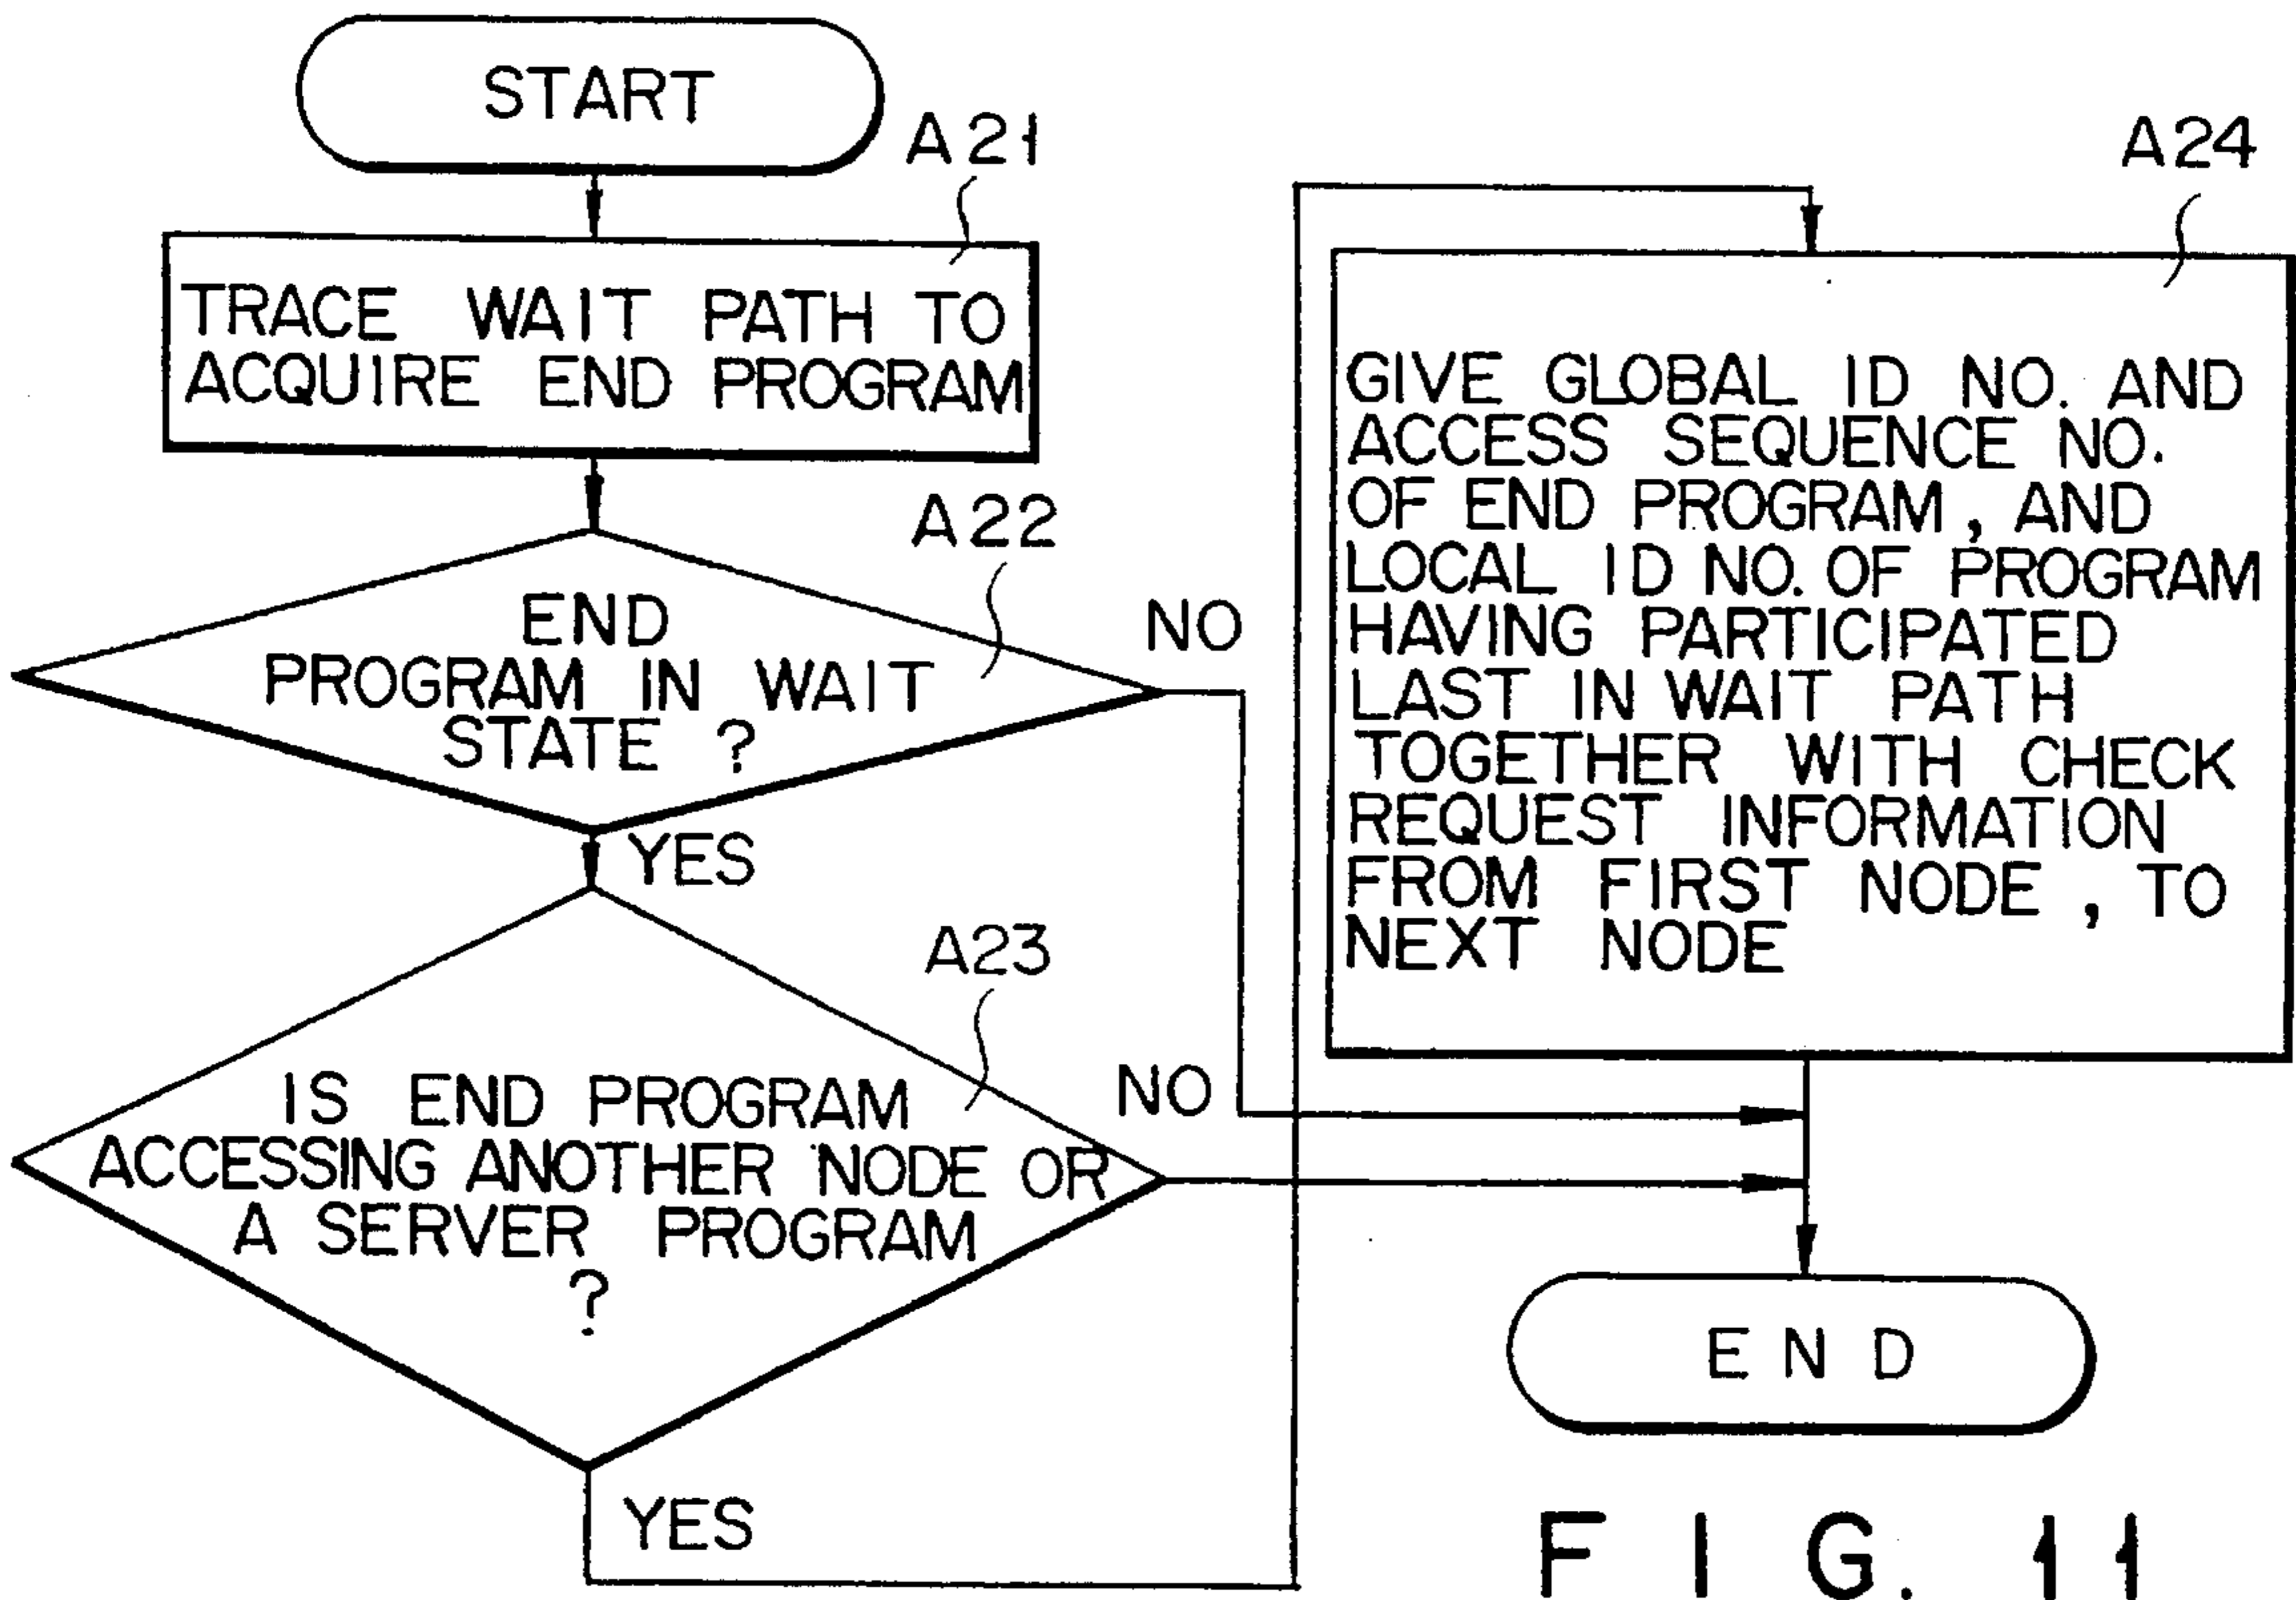 START
A21
TRACE WAIT PATH TO
ACQUIRE END PROGRAM
A22
END
PROGRAM IN WAIT
STATE ?
NO
YES
A23
IS END PROGRAM
ACCESSING ANOTHER NODE OR
A SERVER PROGRAM
?
NO
YES
A24
GIVE GLOBAL ID NO. AND
ACCESS SEQUENCE NO.
OF END PROGRAM, AND
LOCAL ID NO. OF PROGRAM
HAVING PARTICIPATED
LAST IN WAIT PATH
TOGETHER WITH CHECK
REQUEST INFORMATION
FROM FIRST NODE, TO
NEXT NODE
END
FIG. 11